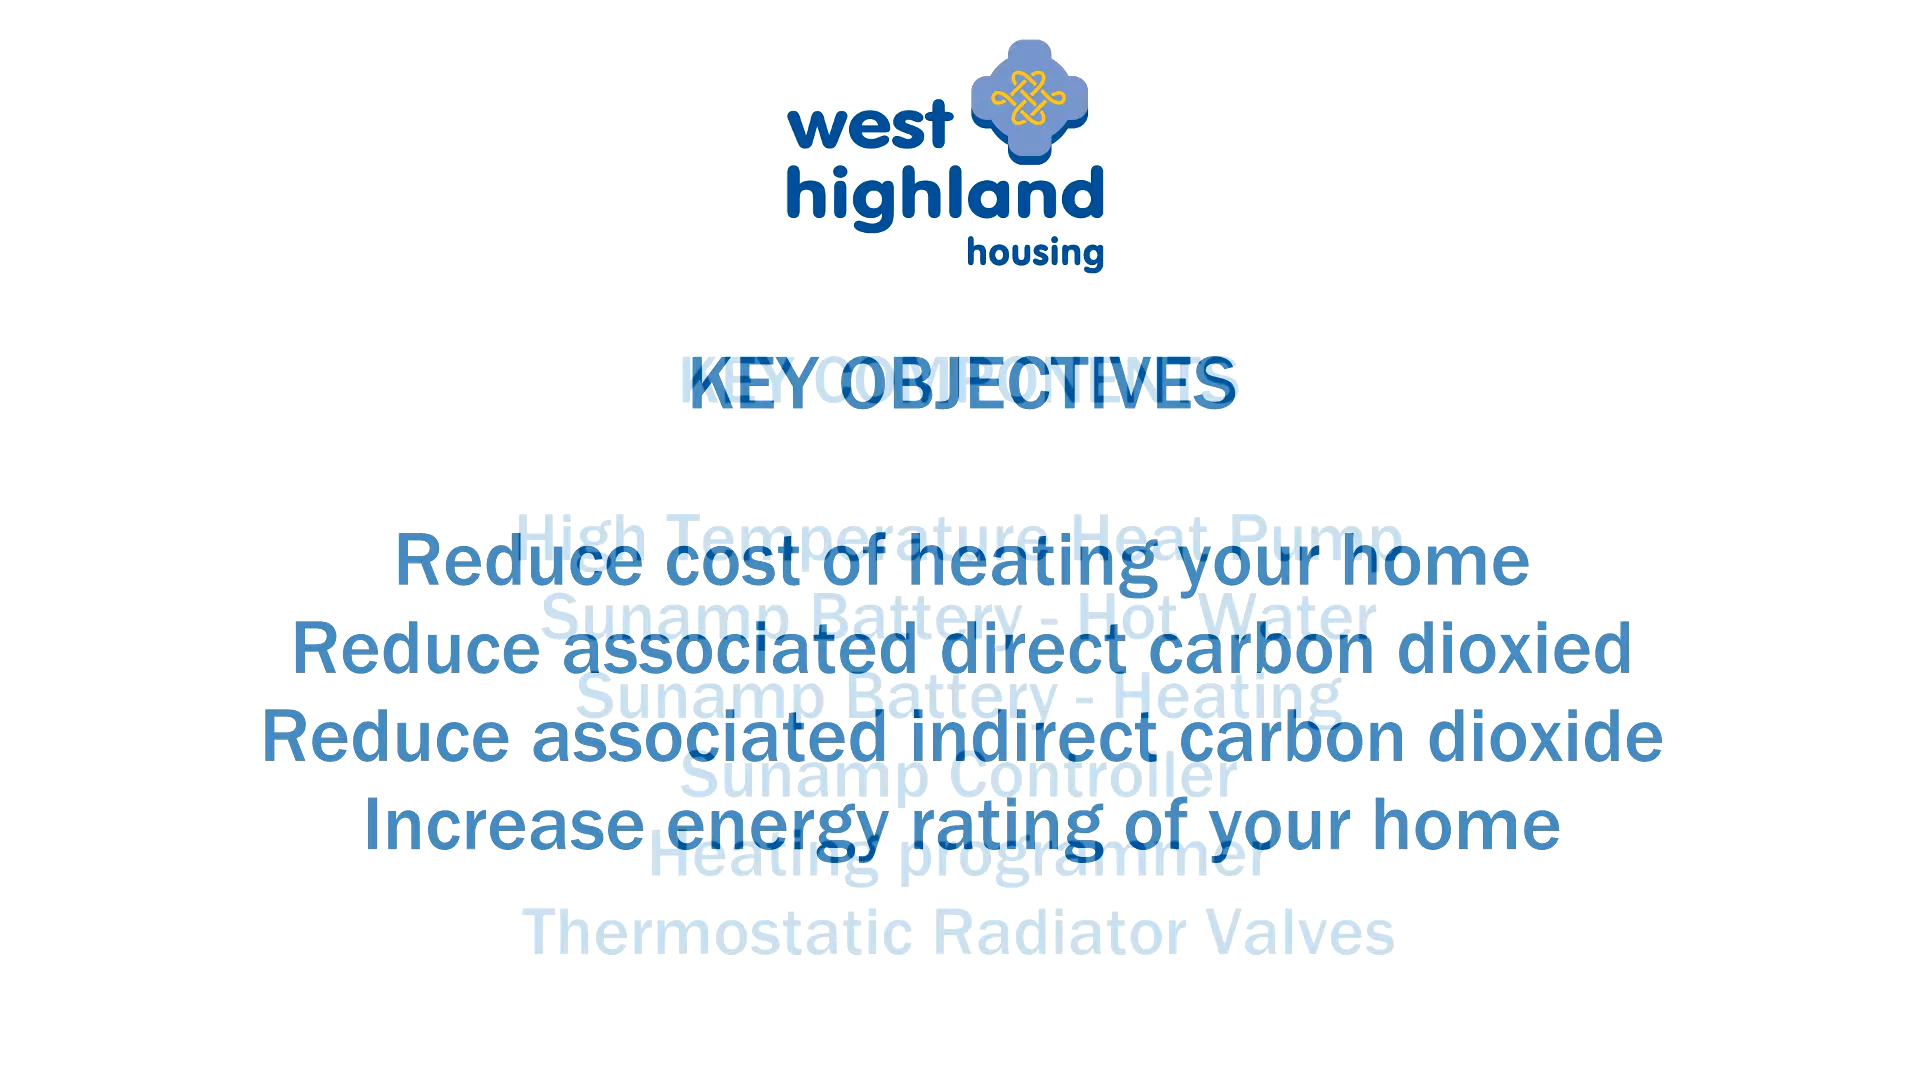 west
highland
housing
KEY OBJECTIVES
KEY COMPONENTS
Reduce cost of heating your home
Reduce associated direct carbon dioxied
Reduce associated indirect carbon dioxide
Increase energy rating of your home
High Temperature Heat Pump
Sunamp Battery - Hot Water
Sunamp Battery - Heating
Sunamp Controller
Heating programmer
Thermostatic Radiator Valves